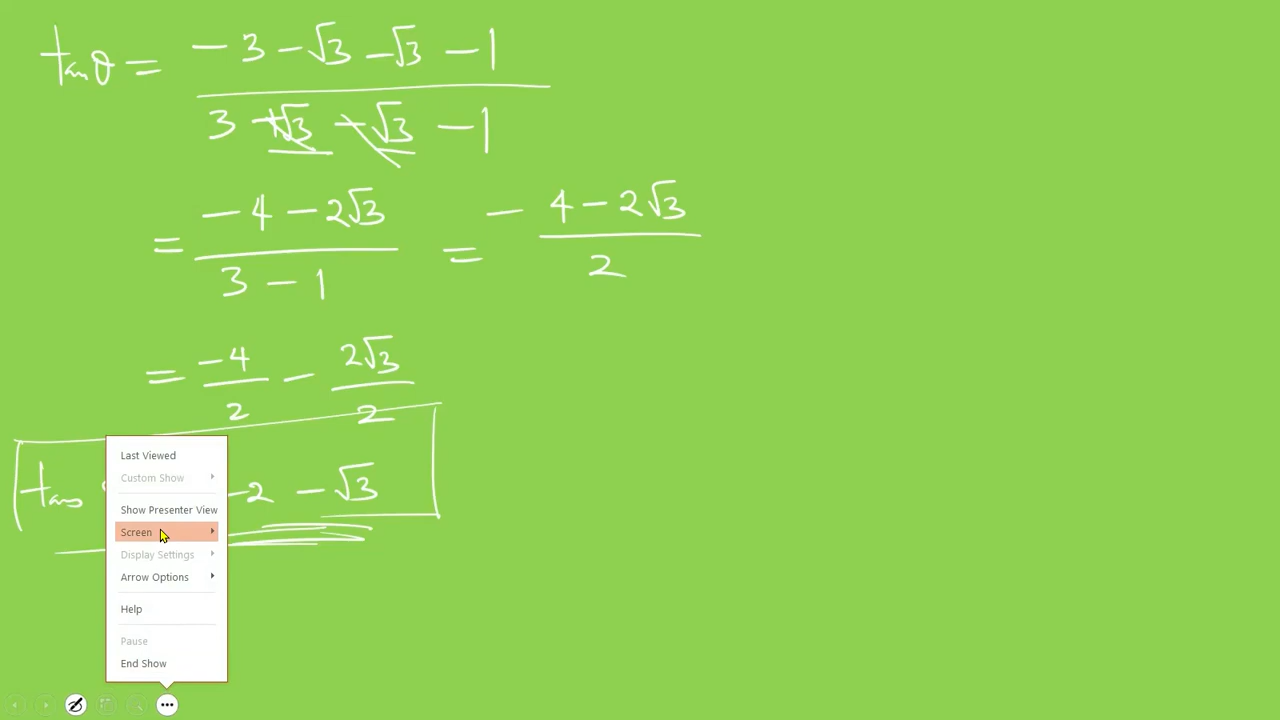 tanθ = (-3 - √3 - √3 - 1) / (3 + √3 - √3 - 1)
= (-4 - 2√3) / (3 - 1) = - (4 - 2√3) / 2
= -4/2 - 2√3/2
tan -2 - √3
Last Viewed
Custom Show
Show Presenter View
Screen
Display Settings
Arrow Options
Help
Pause
End Show